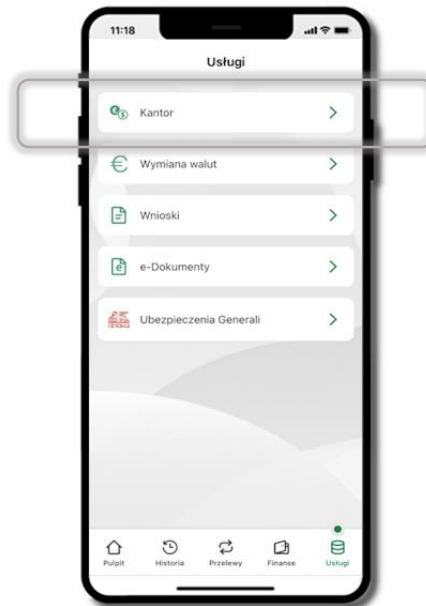 11:18
Usługi
Kantor
Wymiana walut
Wnioski
e-Dokumenty
Ubezpieczenia Generali
Pulpit Historia Przelewy Finanse Usługi